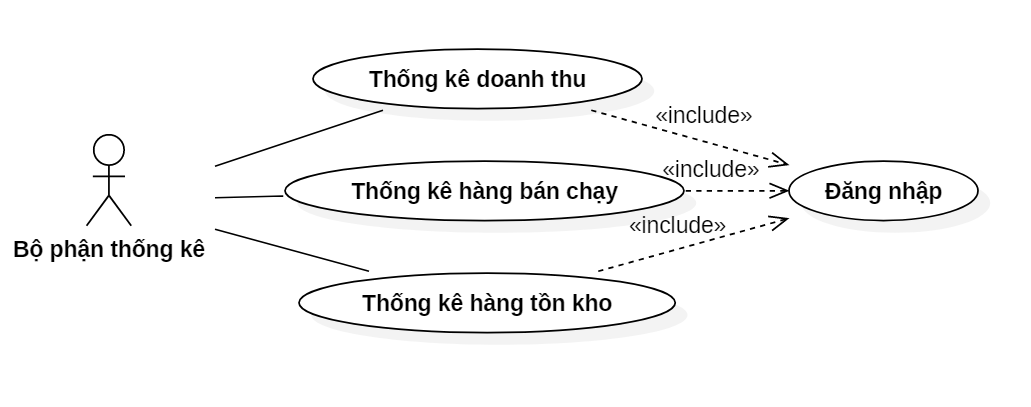 Thống kê doanh thu
«include»
«include»
Thống kê hàng bán chạy
Đăng nhập
«include»
Bộ phận thống kê
Thống kê hàng tồn kho